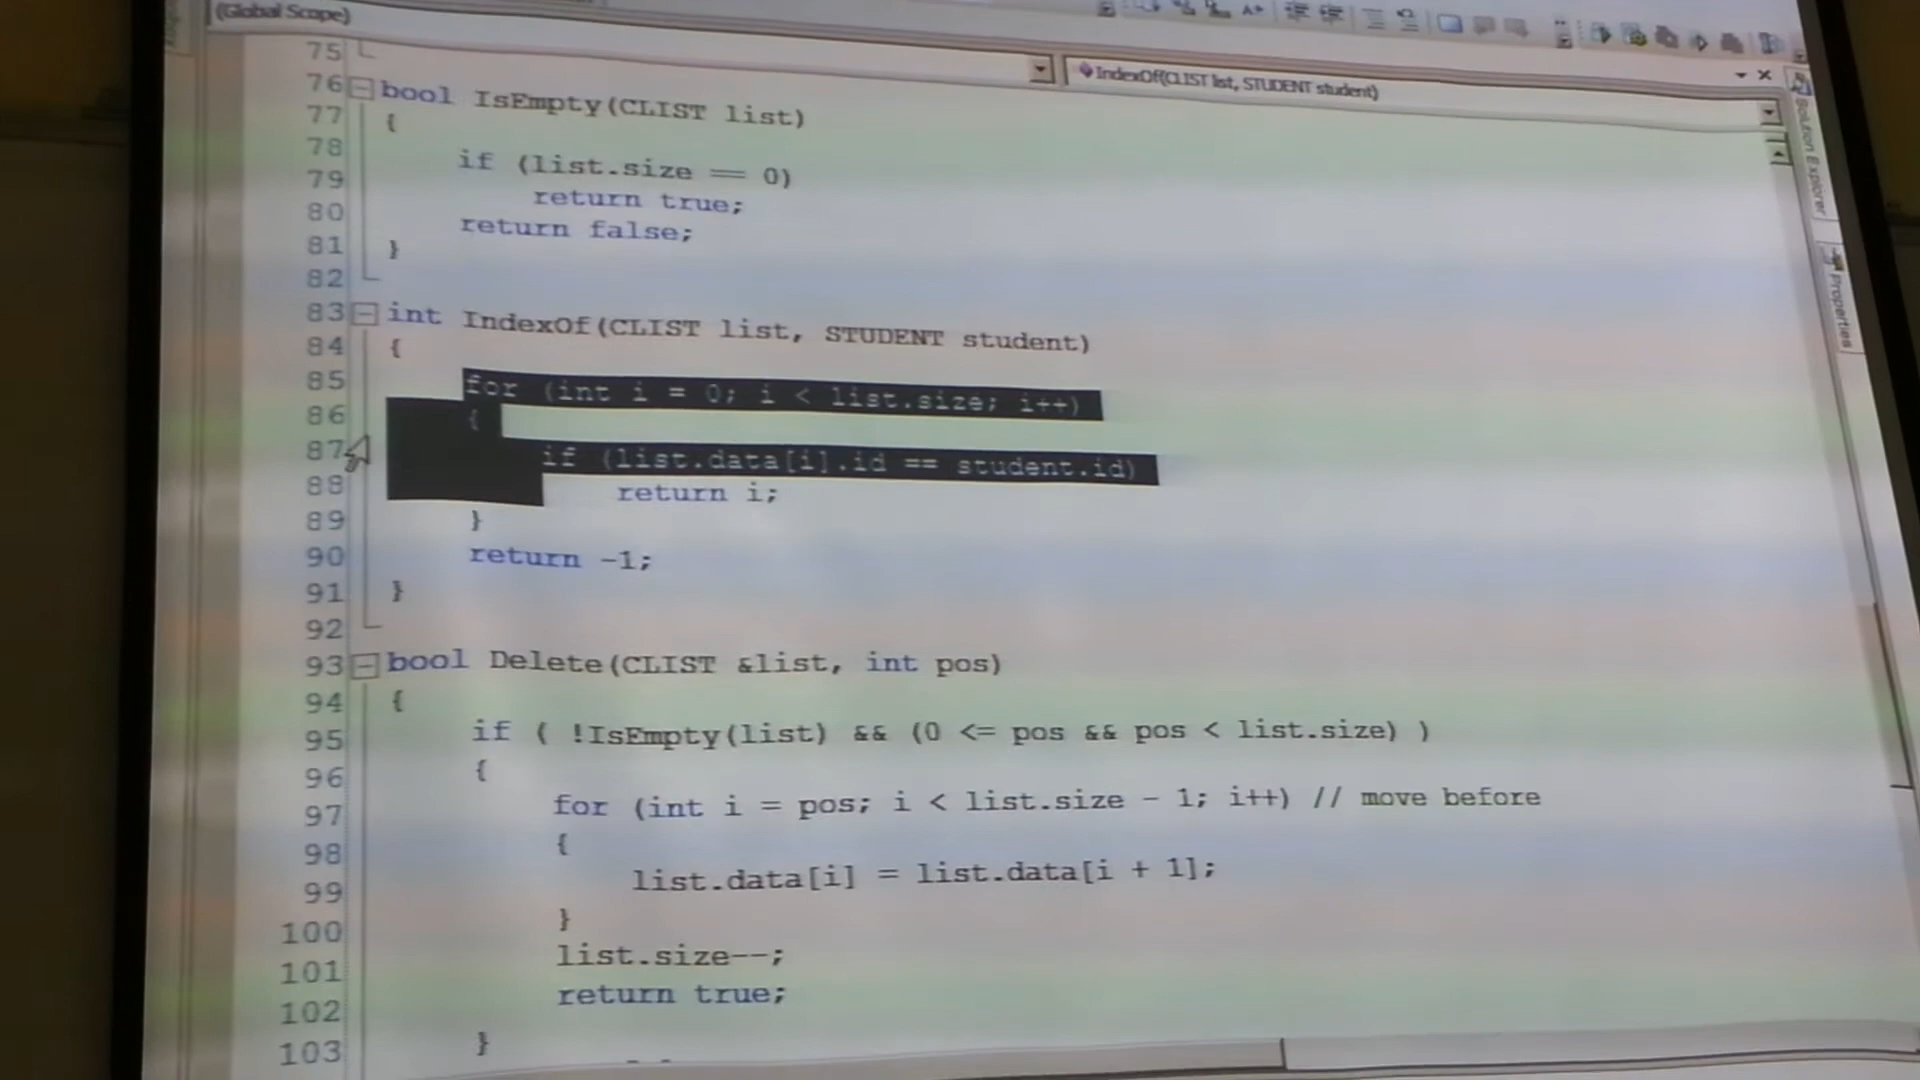 (Global Scope)
IndexOf(CLIST list, STUDENT student)
75
76 bool IsEmpty(CLIST list)
77 {
78 if (list.size == 0)
79 return true;
80 return false;
81 }
82
83 int IndexOf(CLIST list, STUDENT student)
84 {
85 for (int i = 0; i < list.size; i++)
86 {
87 if (list.data[i].id == student.id)
88 return i;
89 }
90 return -1;
91 }
92
93 bool Delete(CLIST &list, int pos)
94 {
95 if ( !IsEmpty(list) && (0 <= pos && pos < list.size) )
96 {
97 for (int i = pos; i < list.size - 1; i++) // move before
98 {
99 list.data[i] = list.data[i + 1];
100 }
101 list.size--;
102 return true;
103 }
Solution Explorer
Properties